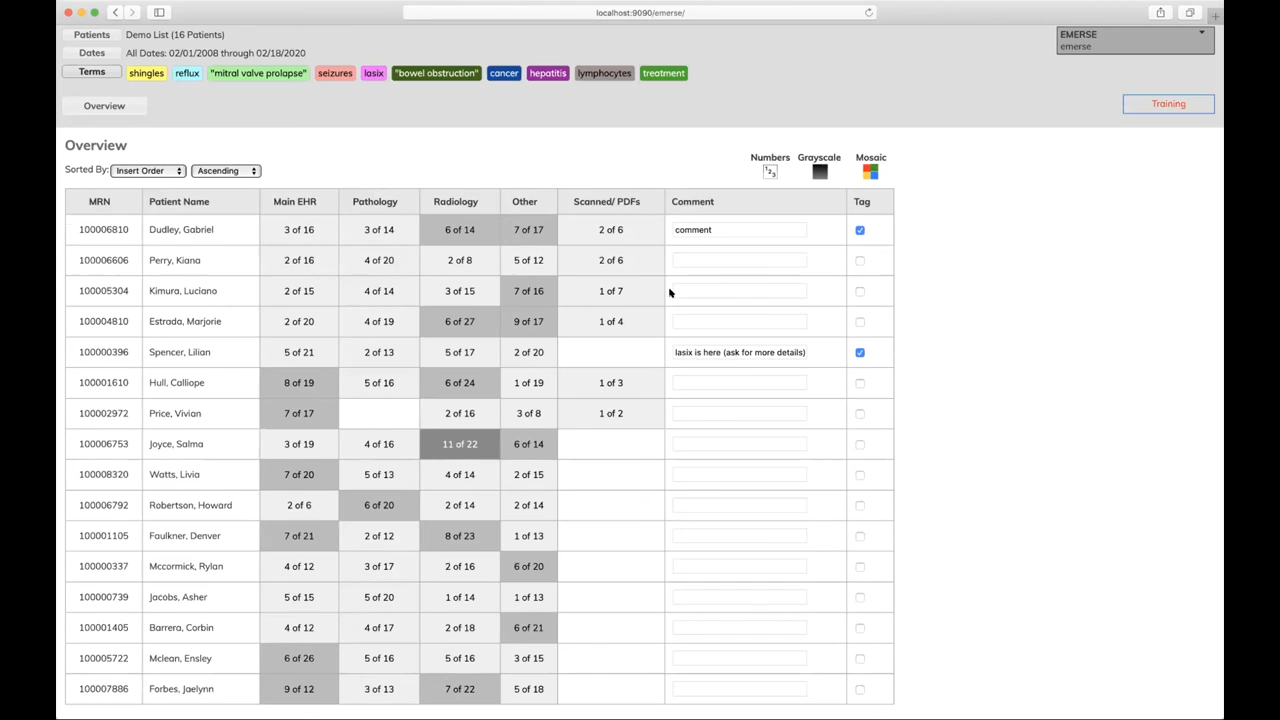 localhost:9090/emerse/
Patients Demo List (16 Patients)
EMERSE
emerse
Dates All Dates: 02/01/2008 through 02/18/2020
Terms shingles reflux "mitral valve prolapse" seizures lasix "bowel obstruction" cancer hepatitis lymphocytes treatment
Overview Training
Overview
Sorted By: Insert Order Ascending
Numbers Grayscale Mosaic
MRN Patient Name Main EHR Pathology Radiology Other Scanned/ PDFs Comment Tag
100006810 Dudley, Gabriel 3 of 16 3 of 14 6 of 14 7 of 17 2 of 6 comment
100006606 Perry, Kiana 2 of 16 4 of 20 2 of 8 5 of 12 2 of 6
100005304 Kimura, Luciano 2 of 15 4 of 14 3 of 15 7 of 16 1 of 7
100004810 Estrada, Marjorie 2 of 20 4 of 19 6 of 27 9 of 17 1 of 4
100000396 Spencer, Lilian 5 of 21 2 of 13 5 of 17 2 of 20 lasix is here (ask for more details)
100001610 Hull, Calliope 8 of 19 5 of 16 6 of 24 1 of 19 1 of 3
100002972 Price, Vivian 7 of 17 2 of 16 3 of 8 1 of 2
100006753 Joyce, Salma 3 of 19 4 of 16 11 of 22 6 of 14
100008320 Watts, Livia 7 of 20 5 of 13 4 of 14 2 of 15
100006792 Robertson, Howard 2 of 6 6 of 20 2 of 14 2 of 14
100001105 Faulkner, Denver 7 of 21 2 of 12 8 of 23 1 of 13
100000337 Mccormick, Rylan 4 of 12 3 of 17 2 of 16 6 of 20
100000739 Jacobs, Asher 5 of 15 5 of 20 1 of 14 1 of 13
100001405 Barrera, Corbin 4 of 12 4 of 17 2 of 18 6 of 21
100005722 Mclean, Ensley 6 of 26 5 of 16 5 of 16 3 of 15
100007886 Forbes, Jaelynn 9 of 12 3 of 13 7 of 22 5 of 18